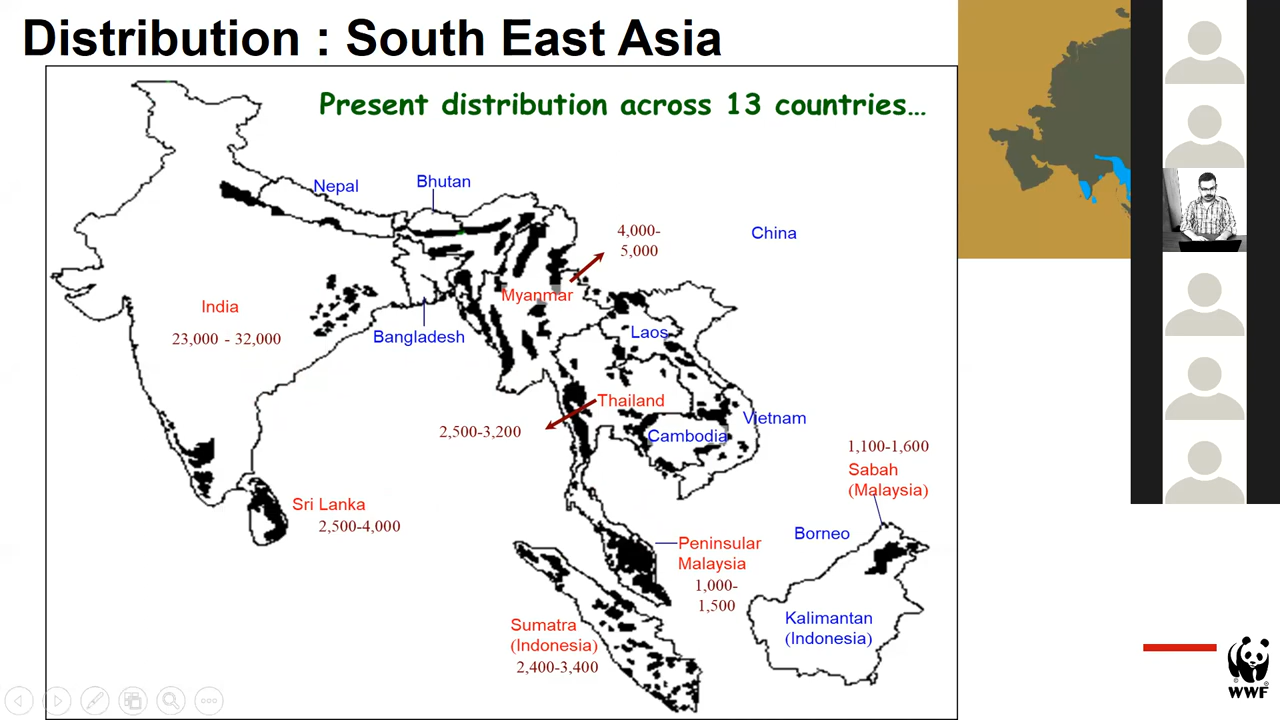 Distribution : South East Asia
Present distribution across 13 countries…
Nepal
Bhutan
4,000-
5,000
China
India
23,000 - 32,000
Myanmar
Bangladesh
Laos
Thailand
2,500-3,200
Cambodia
Vietnam
1,100-1,600
Sabah
(Malaysia)
Sri Lanka
2,500-4,000
Borneo
Peninsular
Malaysia
1,000-
1,500
Sumatra
(Indonesia)
2,400-3,400
Kalimantan
(Indonesia)
WWF